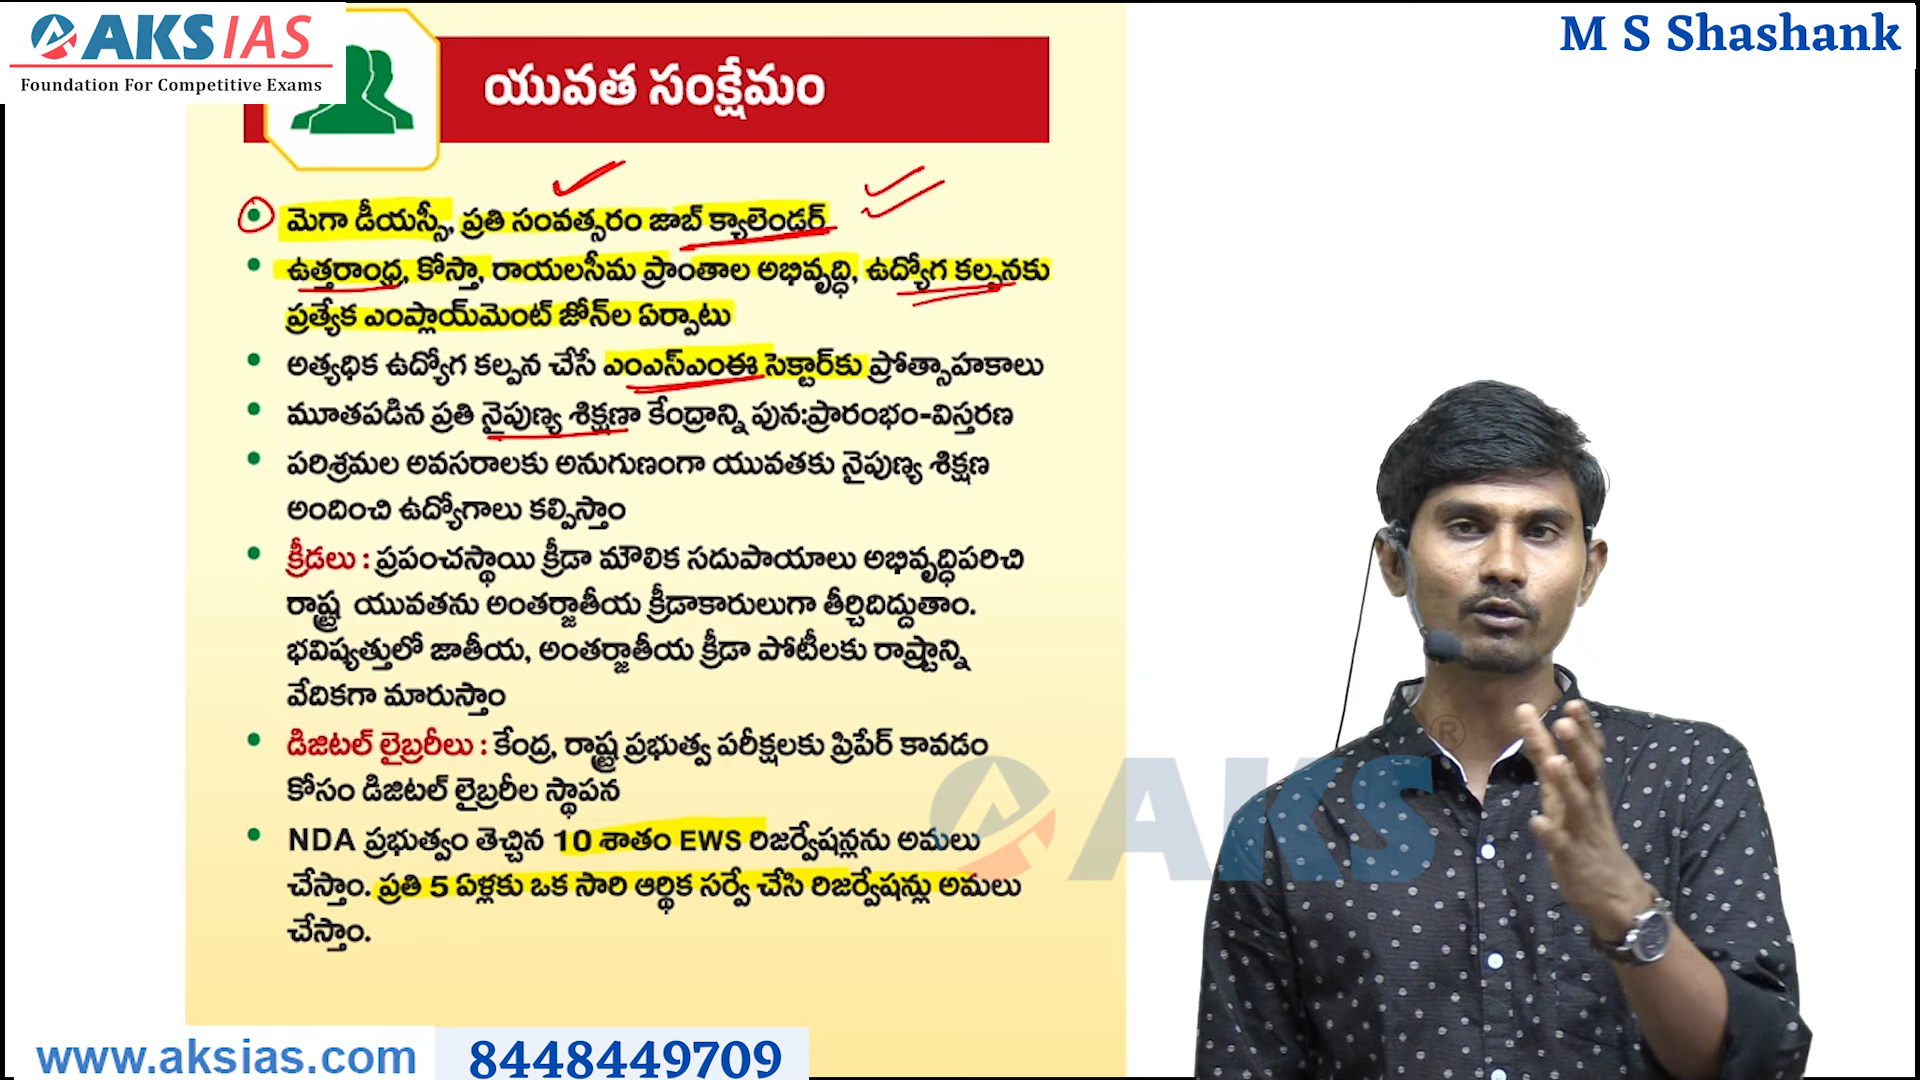 AKS IAS
Foundation For Competitive Exams
M S Shashank
యువత సంక్షేమం
మెగా డీయస్సీ, ప్రతి సంవత్సరం జాబ్ క్యాలెండర్
ఉత్తరాంధ్ర, కోస్తా, రాయలసీమ ప్రాంతాల అభివృద్ధి, ఉద్యోగ కల్పనకు
ప్రత్యేక ఎంప్లాయ్‌మెంట్ జోన్‌ల ఏర్పాటు
అత్యధిక ఉద్యోగ కల్పన చేసే ఎంఎస్ఎంఈ సెక్టార్‌కు ప్రోత్సాహకాలు
మూతపడిన ప్రతి నైపుణ్య శిక్షణా కేంద్రాన్ని పున:ప్రారంభం-విస్తరణ
పరిశ్రమల అవసరాలకు అనుగుణంగా యువతకు నైపుణ్య శిక్షణ
అందించి ఉద్యోగాలు కల్పిస్తాం
క్రీడలు : ప్రపంచస్థాయి క్రీడా మౌలిక సదుపాయాలు అభివృద్ధిపరిచి
రాష్ట్ర యువతను అంతర్జాతీయ క్రీడాకారులుగా తీర్చిదిద్దుతాం.
భవిష్యత్తులో జాతీయ, అంతర్జాతీయ క్రీడా పోటీలకు రాష్ట్రాన్ని
వేదికగా మారుస్తాం
డిజిటల్ లైబ్రరీలు : కేంద్ర, రాష్ట్ర ప్రభుత్వ పరీక్షలకు ప్రిపేర్ కావడం
కోసం డిజిటల్ లైబ్రరీల స్థాపన
NDA ప్రభుత్వం తెచ్చిన 10 శాతం EWS రిజర్వేషన్లను అమలు
చేస్తాం. ప్రతి 5 ఏళ్లకు ఒక సారి ఆర్థిక సర్వే చేసి రిజర్వేషన్లు అమలు
చేస్తాం.
AKS ®
www.aksias.com
8448449709